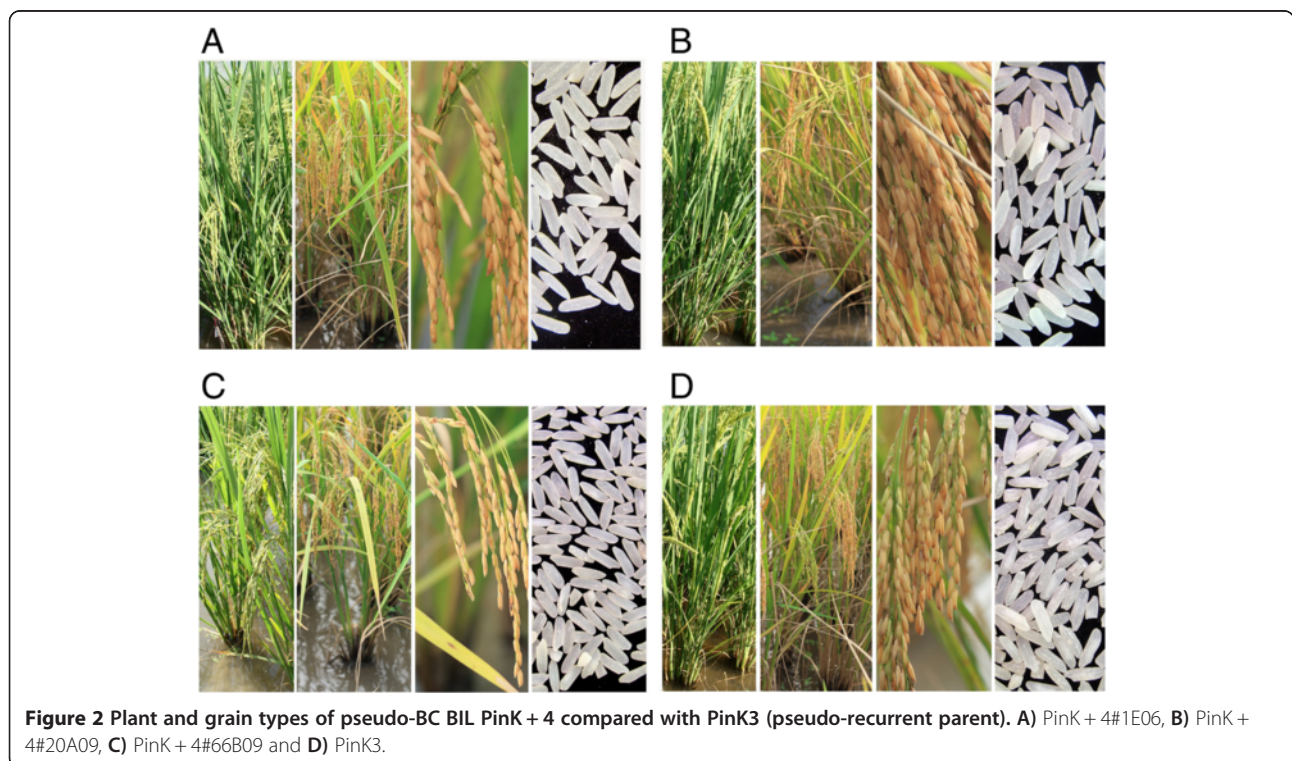 A
B
C
D
Figure 2 Plant and grain types of pseudo-BC BIL PinK + 4 compared with PinK3 (pseudo-recurrent parent). A) PinK + 4#1E06, B) PinK +
4#20A09, C) PinK + 4#66B09 and D) PinK3.